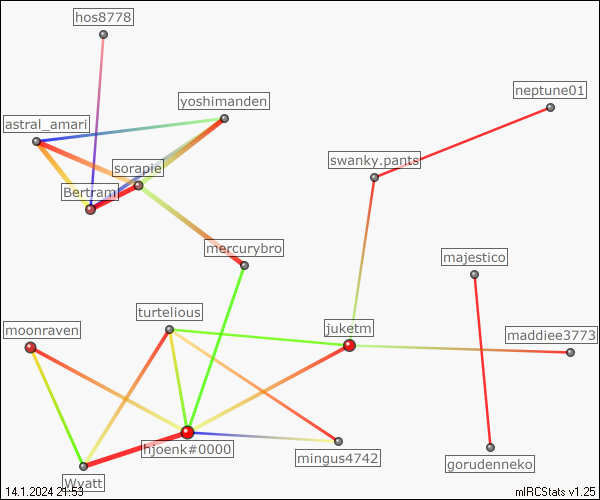 hos8778
neptune01
yoshimanden
astral_amari
swanky.pants
sorapie
Bertram
mercurybro
majestico
turtelious
moonraven
juketm
maddiee3773
hjoenk#0000
mingus4742
gorudenneko
Wyatt
14.1.2024 21:53
mIRCStats v1.25